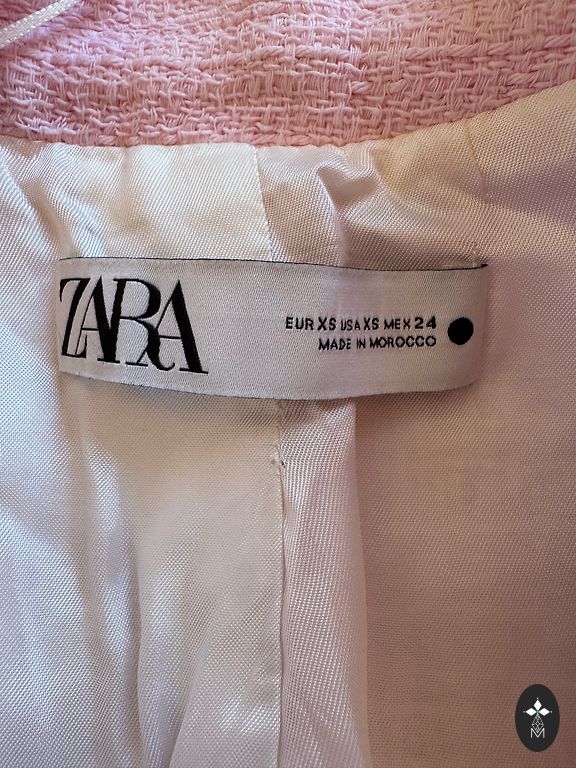 ZARA
EUR XS USA XS MEX 24
MADE IN MOROCCO
M